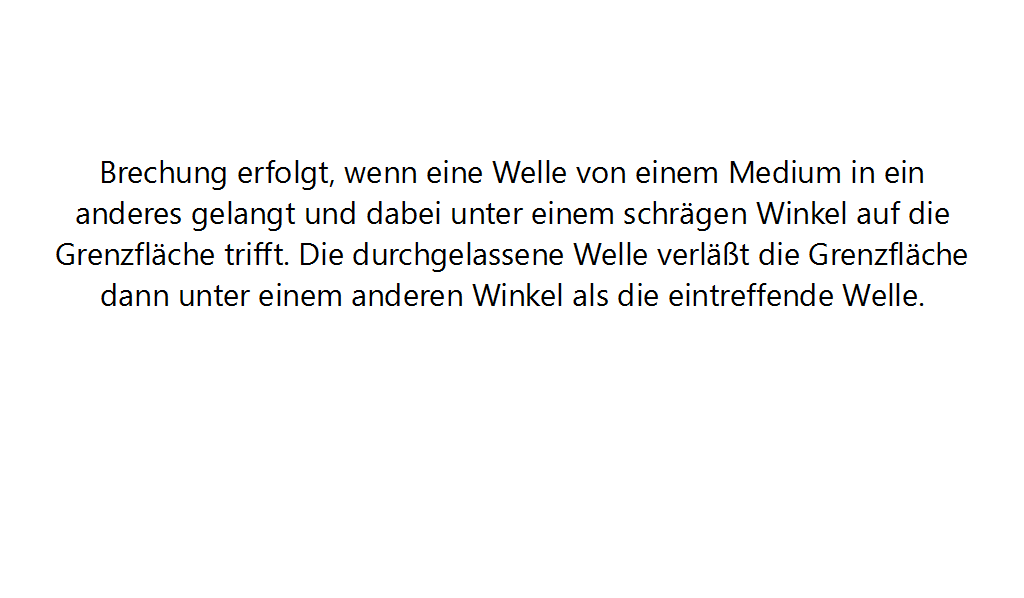 Brechung erfolgt, wenn eine Welle von einem Medium in ein
anderes gelangt und dabei unter einem schrägen Winkel auf die
Grenzfläche trifft. Die durchgelassene Welle verläßt die Grenzfläche
dann unter einem anderen Winkel als die eintreffende Welle.